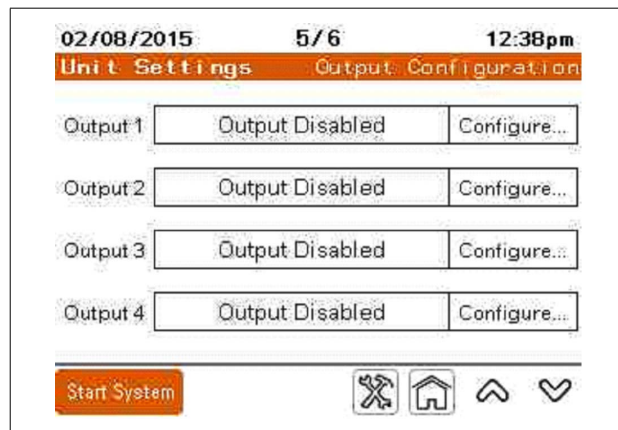 02/08/2015 5/6 12:38pm
Unit Settings Output Configuration
Output 1 Output Disabled Configure...
Output 2 Output Disabled Configure...
Output 3 Output Disabled Configure...
Output 4 Output Disabled Configure...
Start System